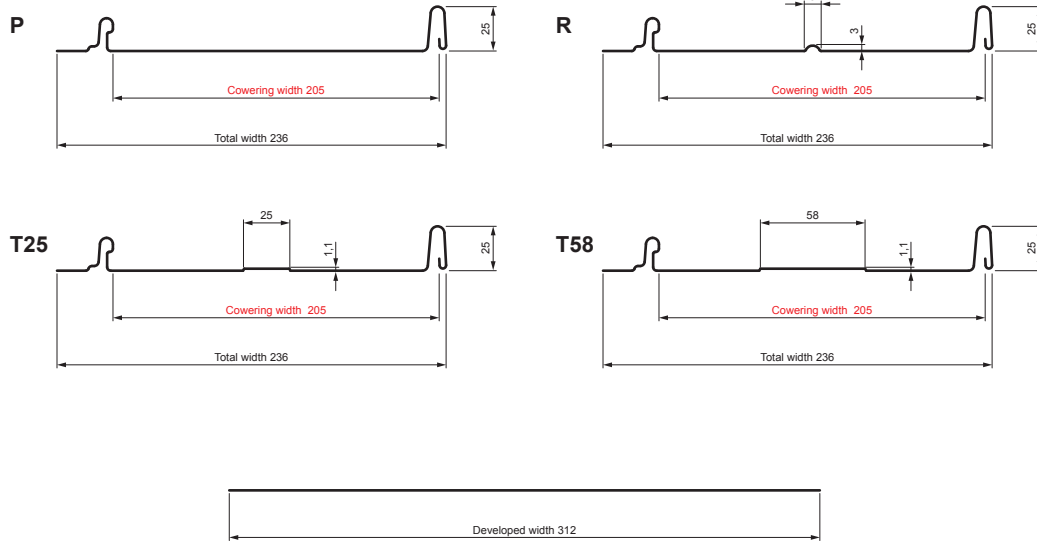 P
25
Cowering width 205
Total width 236
R
3
25
Cowering width 205
Total width 236
T25
25
1,1
25
Cowering width 205
Total width 236
T58
58
1,1
25
Cowering width 205
Total width 236
Developed width 312